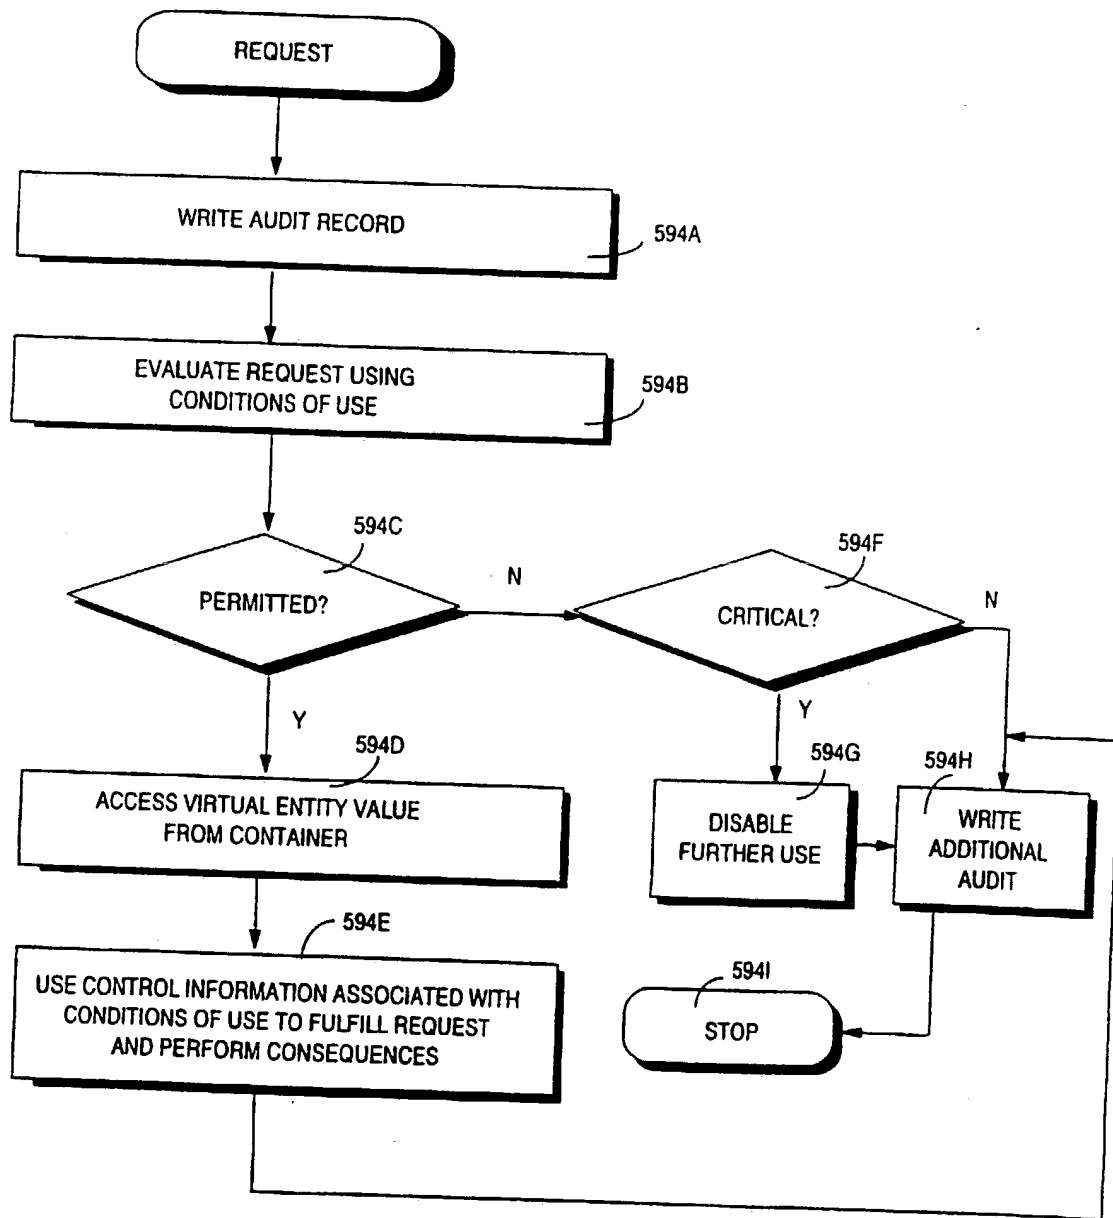 REQUEST
WRITE AUDIT RECORD
594A
EVALUATE REQUEST USING
CONDITIONS OF USE
594B
594C
PERMITTED?
N
594F
CRITICAL?
N
Y
Y
594D
ACCESS VIRTUAL ENTITY VALUE
FROM CONTAINER
594G
DISABLE
FURTHER USE
594H
WRITE
ADDITIONAL
AUDIT
594E
USE CONTROL INFORMATION ASSOCIATED WITH
CONDITIONS OF USE TO FULFILL REQUEST
AND PERFORM CONSEQUENCES
594I
STOP